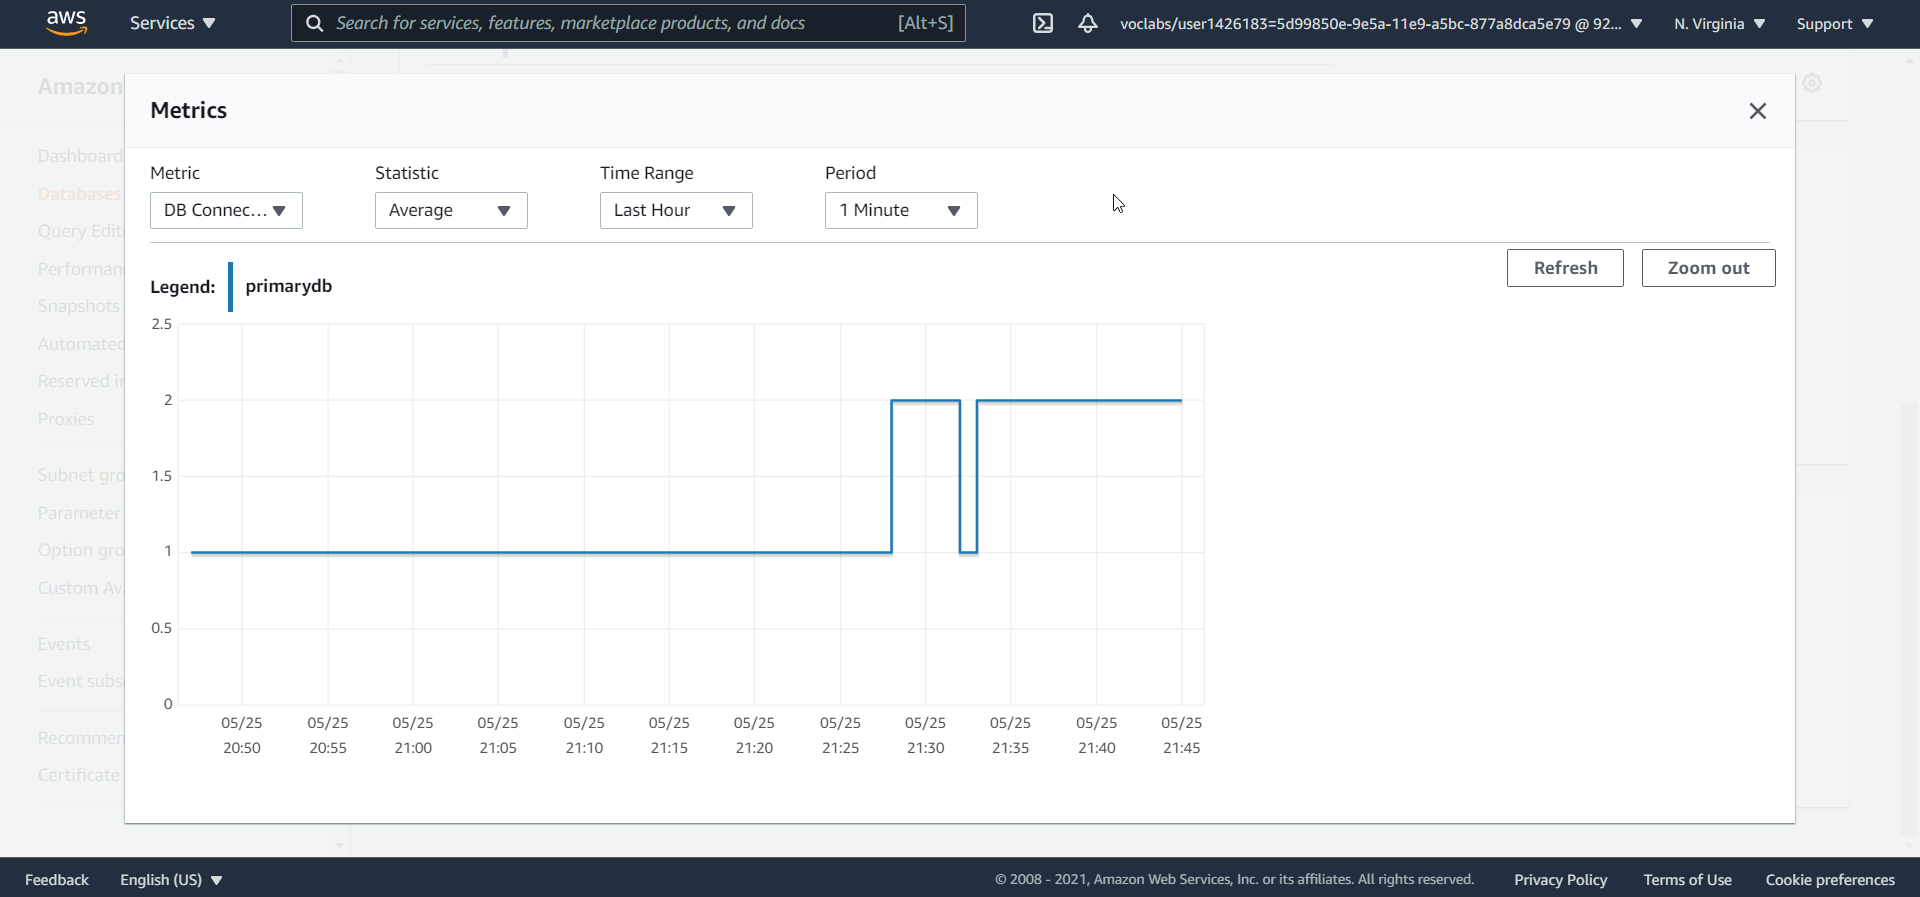 aws Services ▼ Search for services, features, marketplace products, and docs [Alt+S] voclabs/user1426183=5d99850e-9e5a-11e9-a5bc-877a8dca5e79 @ 92... ▼ N. Virginia ▼ Support ▼
Amazon
Dashboard
Databases
Query Edit
Performan
Snapshots
Automated
Reserved i
Proxies
Subnet gro
Parameter
Option gro
Custom Av
Events
Event subs
Recommen
Certificate
Metrics
Metric Statistic Time Range Period
DB Connec... ▼ Average ▼ Last Hour ▼ 1 Minute ▼
Refresh Zoom out
Legend: primarydb
2.5
2
1.5
1
0.5
0
05/25 05/25 05/25 05/25 05/25 05/25 05/25 05/25 05/25 05/25 05/25 05/25
20:50 20:55 21:00 21:05 21:10 21:15 21:20 21:25 21:30 21:35 21:40 21:45
Feedback English (US) ▼ © 2008 - 2021, Amazon Web Services, Inc. or its affiliates. All rights reserved. Privacy Policy Terms of Use Cookie preferences